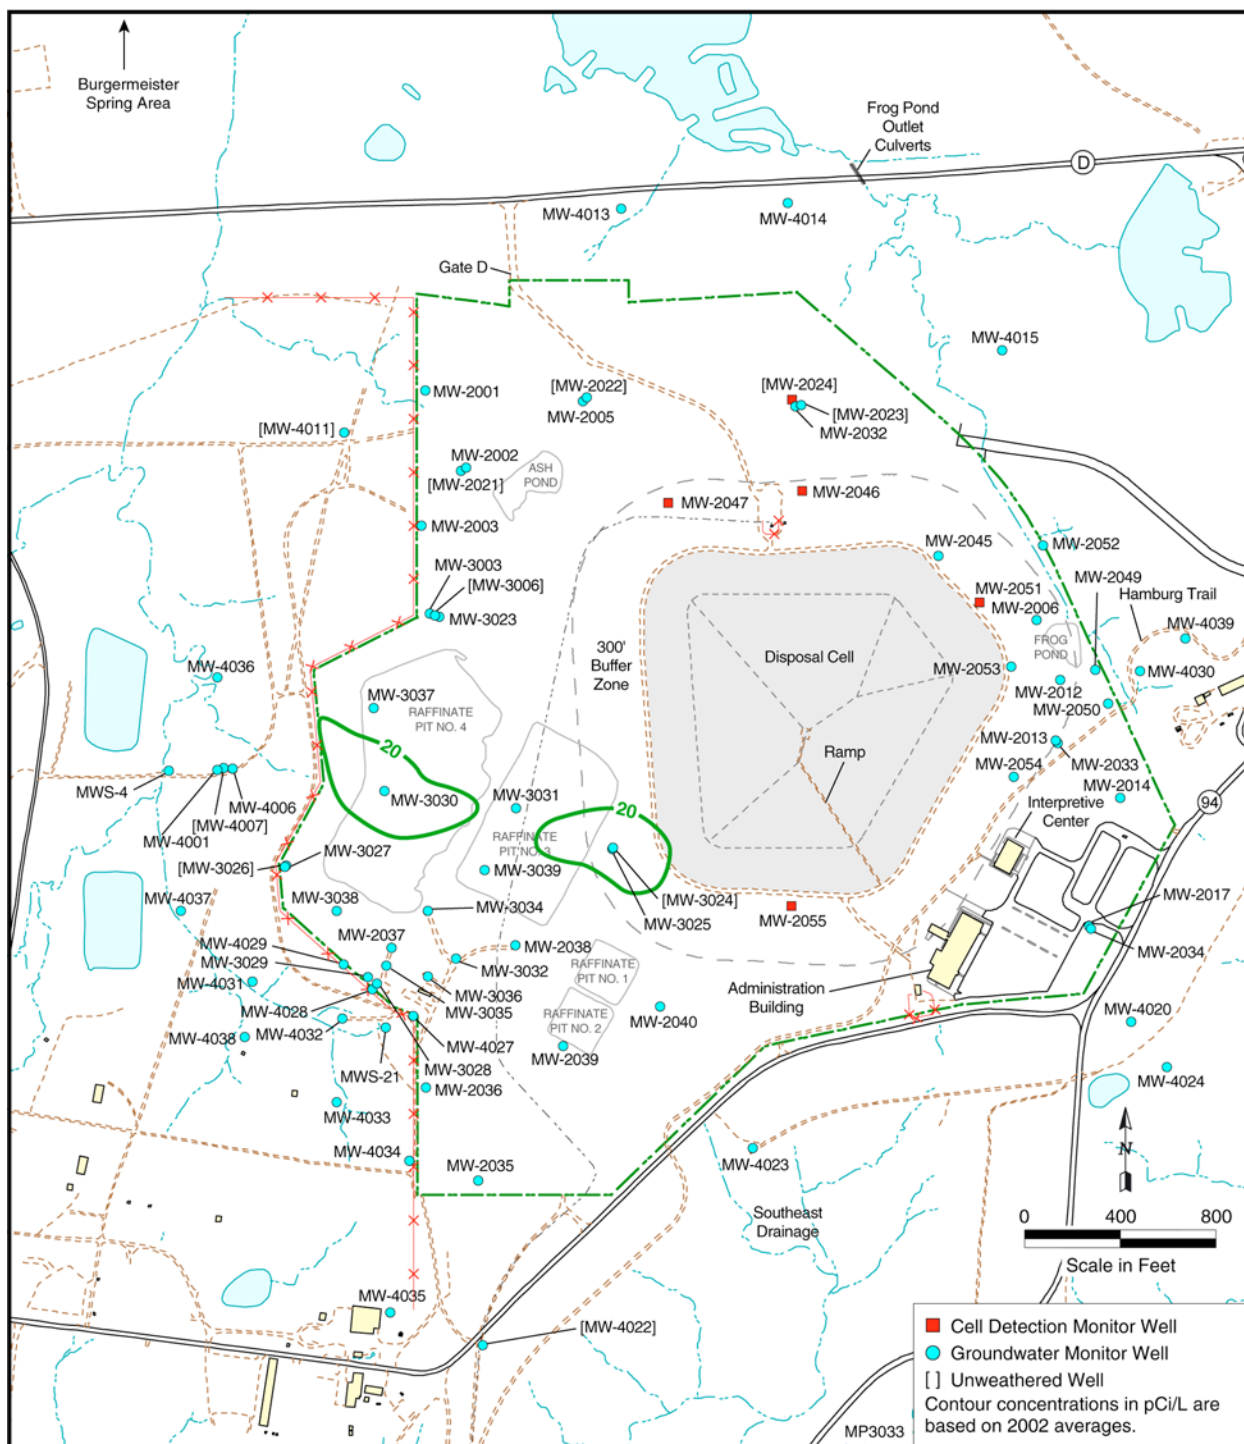 Burgermeister
Spring Area
Frog Pond
Outlet
Culverts
D
MW-4013
MW-4014
Gate D
MW-4015
MW-2001
[MW-2022]
MW-2005
[MW-2024]
[MW-2023]
MW-2032
[MW-4011]
MW-2002
[MW-2021]
ASH
POND
MW-2047
MW-2046
MW-2003
MW-2045
MW-2052
MW-3003
[MW-3006]
MW-3023
MW-2049
MW-2051
MW-2006
Hamburg Trail
MW-4039
FROG
POND
300'
Buffer
Zone
Disposal Cell
MW-2053
MW-4030
MW-4036
MW-2012
MW-2050
MW-3037
RAFFINATE
PIT NO. 4
20
Ramp
MW-2013
MW-2033
MW-2054
MW-2014
MWS-4
MW-4006
[MW-4007]
MW-4001
MW-3030
MW-3031
20
Interpretive
Center
94
RAFFINATE
PIT NO. 3
[MW-3026]
MW-3027
MW-3039
[MW-3024]
MW-3025
MW-2055
MW-2017
MW-4037
MW-3038
MW-3034
MW-2037
MW-2038
MW-2034
MW-4029
MW-3029
MW-4031
MW-3032
RAFFINATE
PIT NO. 1
MW-3036
MW-3035
Administration
Building
MW-4028
MW-4032
MW-4038
RAFFINATE
PIT NO. 2
MW-2040
MW-4020
MW-4027
MW-2039
MW-3028
MWS-21
MW-2036
MW-4024
MW-4033
MW-4034
MW-4023
N
MW-2035
Southeast
Drainage
0 400 800
Scale in Feet
MW-4035
[MW-4022]
Cell Detection Monitor Well
Groundwater Monitor Well
[ ] Unweathered Well
Contour concentrations in pCi/L are
based on 2002 averages.
MP3033